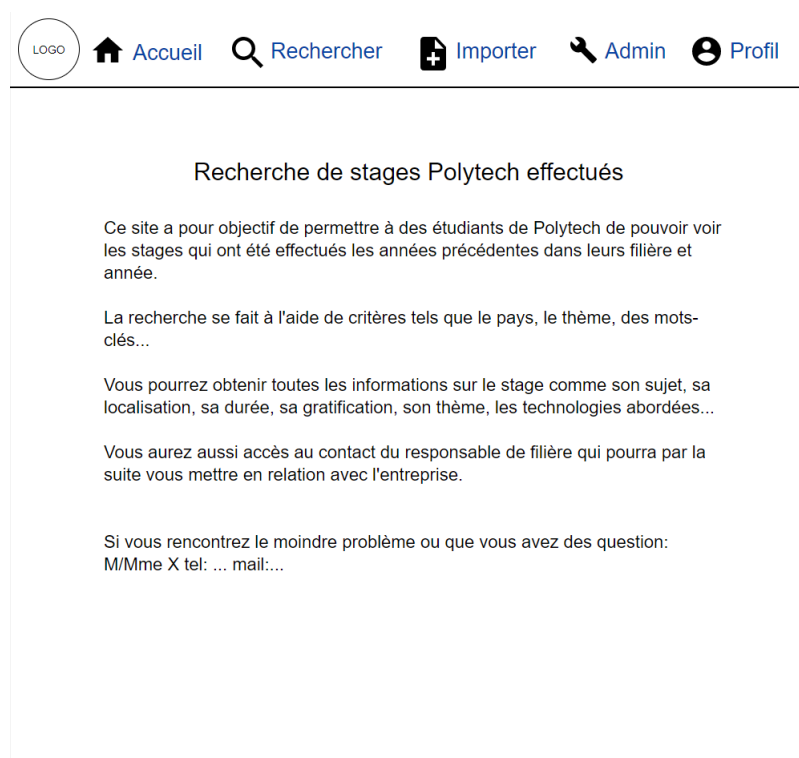 LOGO Accueil Rechercher Importer Admin Profil
Recherche de stages Polytech effectués
Ce site a pour objectif de permettre à des étudiants de Polytech de pouvoir voir
les stages qui ont été effectués les années précédentes dans leurs filière et
année.
La recherche se fait à l'aide de critères tels que le pays, le thème, des mots-
clés...
Vous pourrez obtenir toutes les informations sur le stage comme son sujet, sa
localisation, sa durée, sa gratification, son thème, les technologies abordées...
Vous aurez aussi accès au contact du responsable de filière qui pourra par la
suite vous mettre en relation avec l'entreprise.
Si vous rencontrez le moindre problème ou que vous avez des question:
M/Mme X tel: ... mail:...